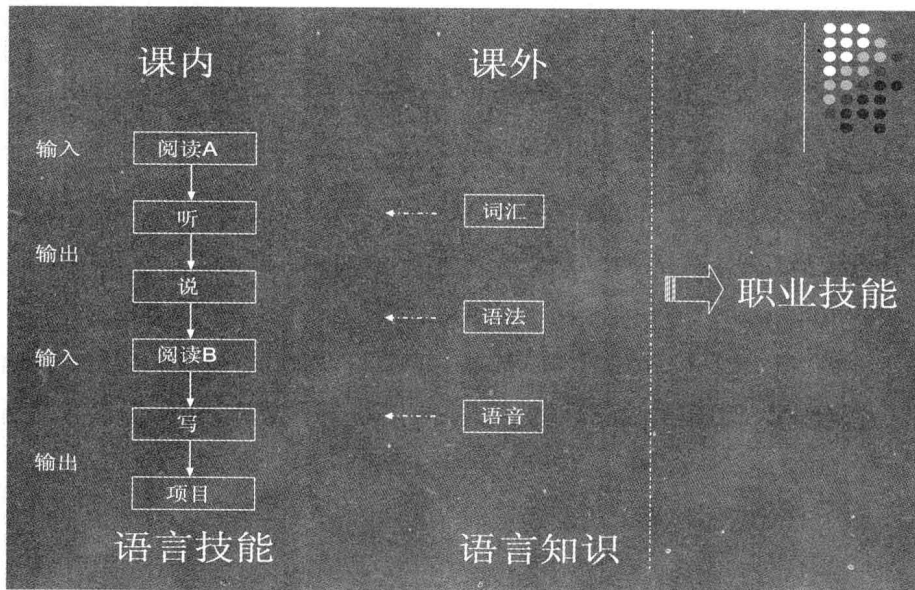 课内 课外
输入 阅读A
听 词汇
输出
说 职业技能
语法
输入 阅读B
写 语音
输出
项目
语言技能 语言知识